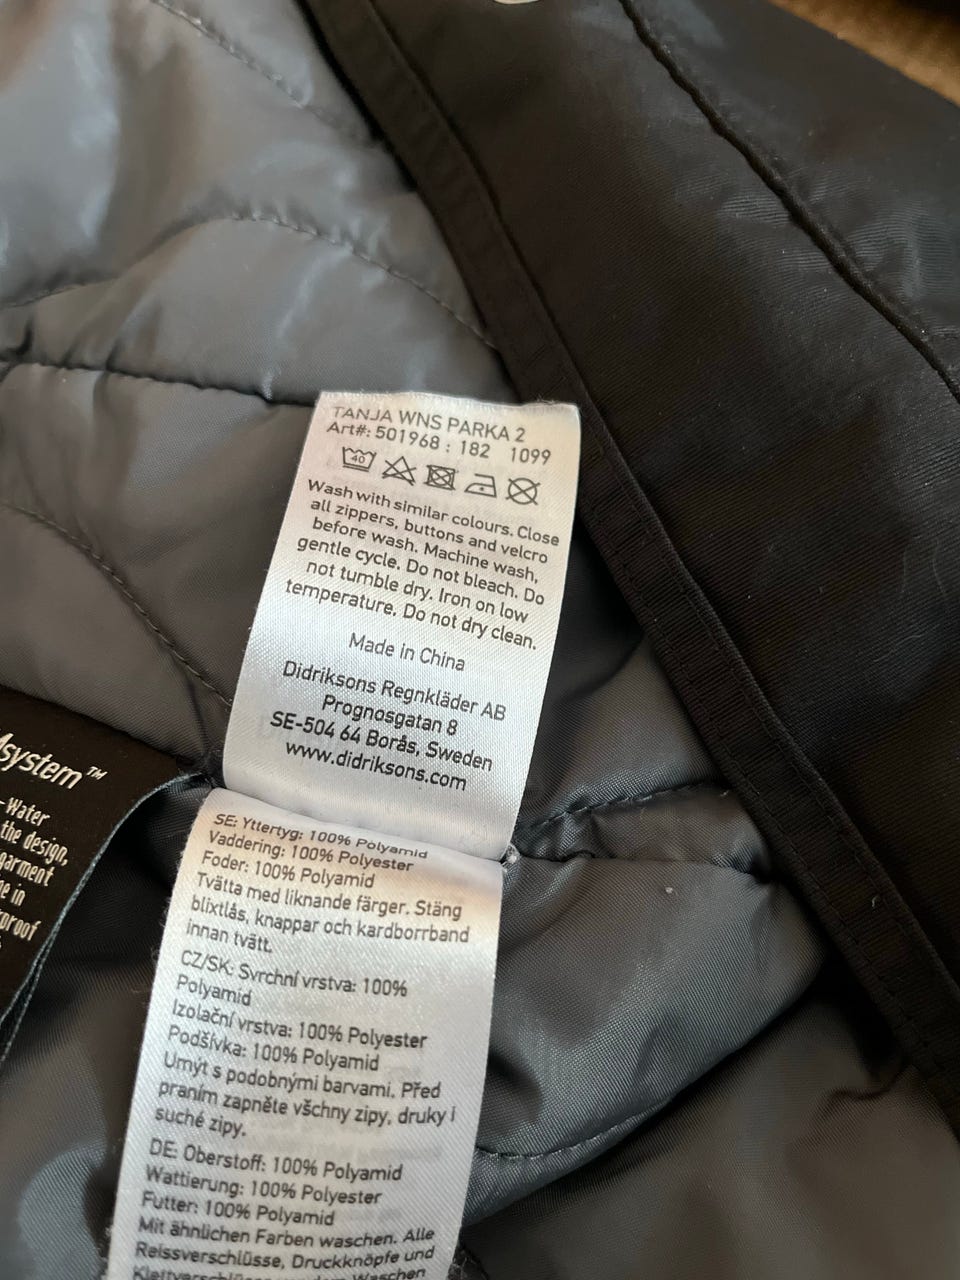 TANJA WNS PARKA 2
Art#: 501968 : 182 1099
40
Wash with similar colours. Close
all zippers, buttons and velcro
before wash. Machine wash,
gentle cycle. Do not bleach. Do
not tumble dry. Iron on low
temperature. Do not dry clean.
Made in China
Didriksons Regnkläder AB
Prognosgatan 8
SE-504 64 Borås, Sweden
www.didriksons.com
system™
-Water
the design,
garment
in
SE: Yttertyg: 100% Polyamid
Vaddering: 100% Polyester
Foder: 100% Polyamid
Tvätta med liknande färger. Stäng
blixtlås, knappar och kardborrband
innan tvätt.
CZ/SK: Svrchní vrstva: 100%
Polyamid
Izolační vrstva: 100% Polyester
Podšívka: 100% Polyamid
Umýt s podobnými barvami. Před
praním zapněte všchny zipy, druky i
suché zipy.
DE: Oberstoff: 100% Polyamid
Wattierung: 100% Polyester
Futter: 100% Polyamid
Mit ähnlichen Farben waschen. Alle
Reissverschlüsse, Druckknöpfe und
Waschen